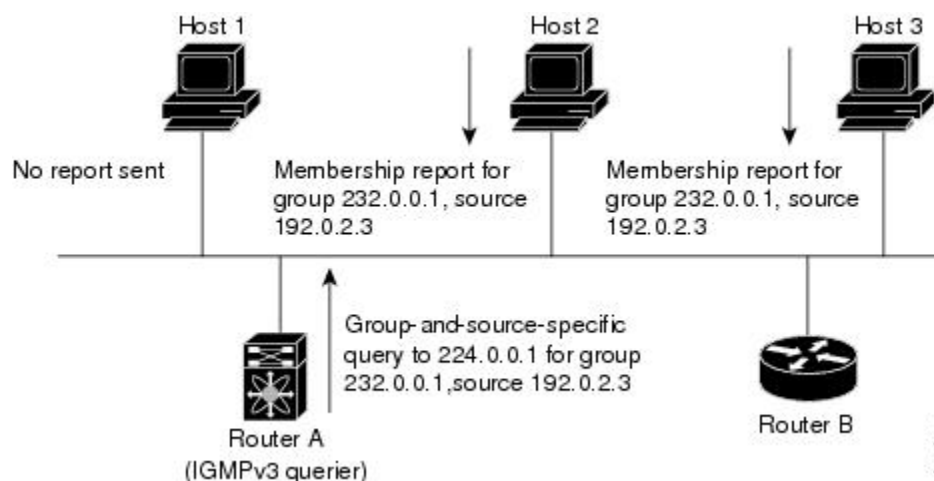 Host 1
Host 2
Host 3
No report sent
Membership report for
group 232.0.0.1, source
192.0.2.3
Membership report for
group 232.0.0.1, source
192.0.2.3
Group-and-source-specific
query to 224.0.0.1 for group
232.0.0.1,source 192.0.2.3
Router A
(IGMPv3 querier)
Router B